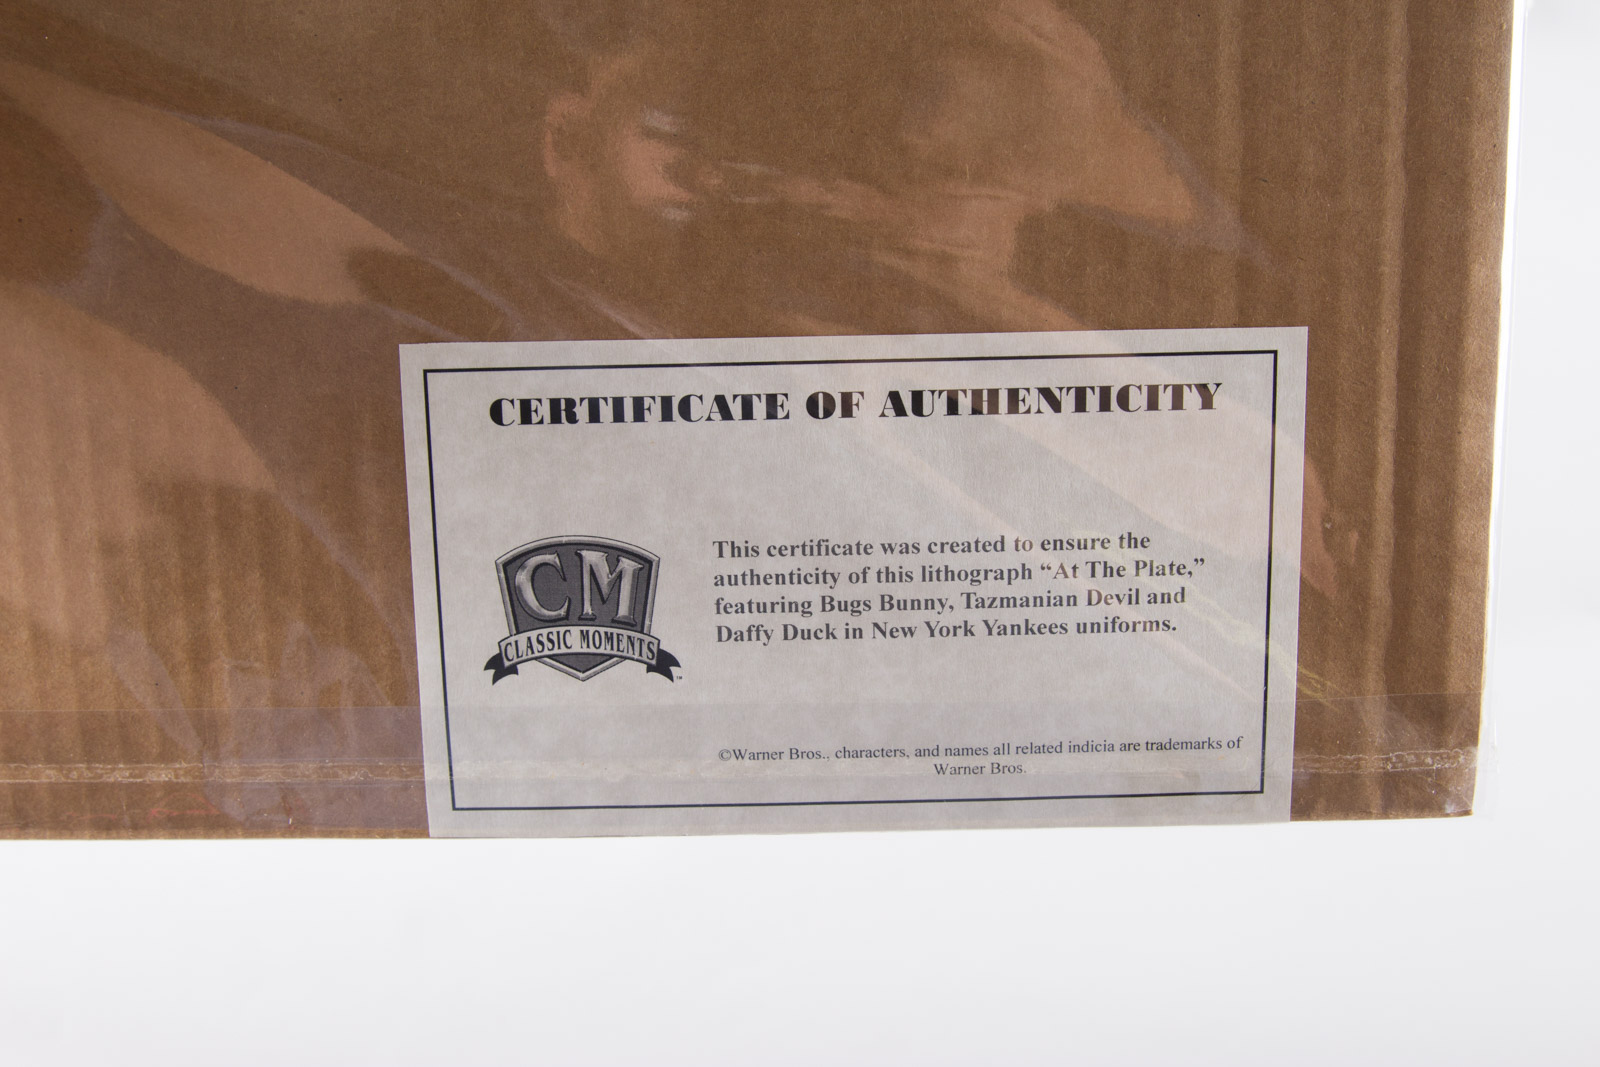 CERTIFICATE OF AUTHENTICITY
CM
CLASSIC MOMENTS
™
This certificate was created to ensure the
authenticity of this lithograph “At The Plate,”
featuring Bugs Bunny, Tazmanian Devil and
Daffy Duck in New York Yankees uniforms.
©Warner Bros., characters, and names all related indicia are trademarks of
Warner Bros.